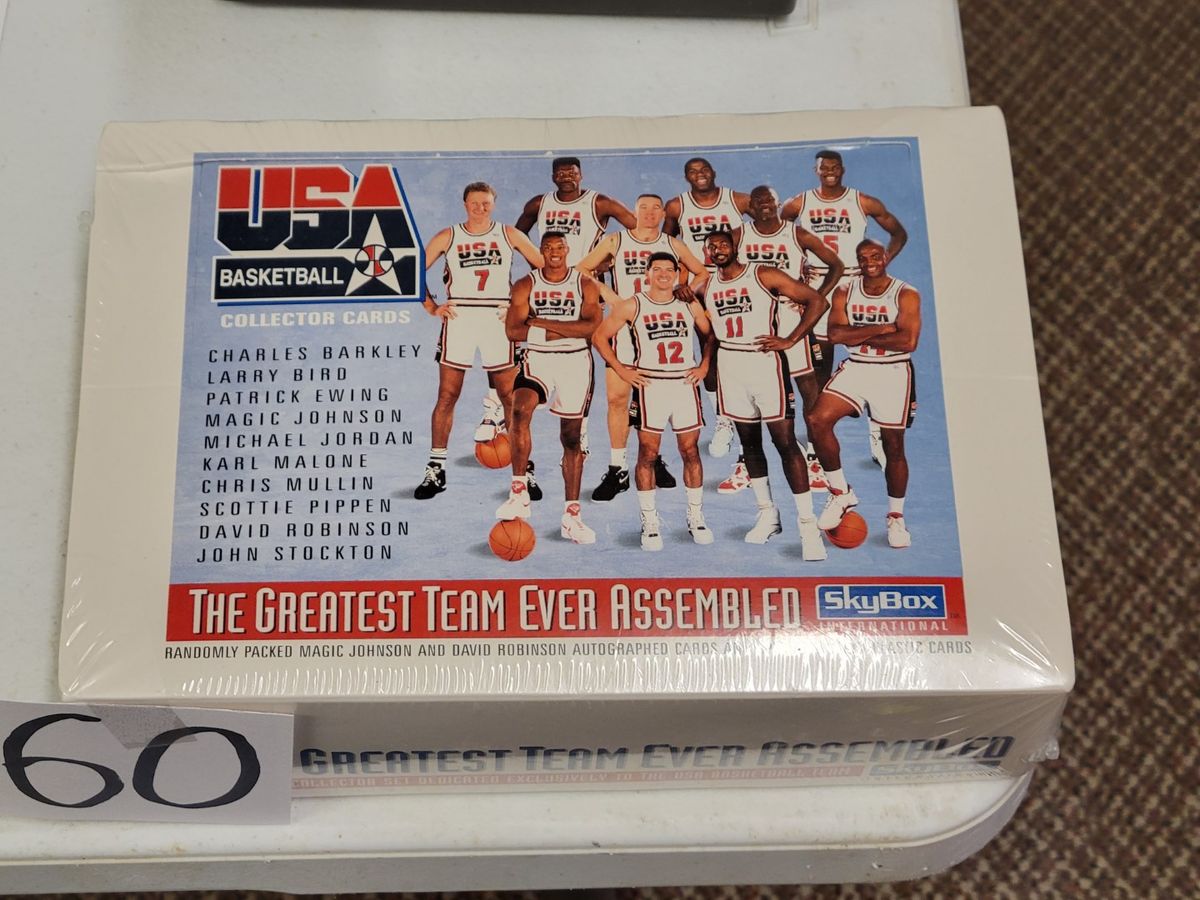 USA
BASKETBALL
COLLECTOR CARDS
CHARLES BARKLEY
LARRY BIRD
PATRICK EWING
MAGIC JOHNSON
MICHAEL JORDAN
KARL MALONE
CHRIS MULLIN
SCOTTIE PIPPEN
DAVID ROBINSON
JOHN STOCKTON
USA
7
USA
USA
USA
USA
USA
5
USA
USA
12
USA
11
USA
THE GREATEST TEAM EVER ASSEMBLED
SKYBOX
INTERNATIONAL
RANDOMLY PACKED MAGIC JOHNSON AND DAVID ROBINSON AUTOGRAPHED CARDS CARDS
60
GREATEST TEAM EVER ASSEMBLED
COLLECTOR SET DEDICATED EXCLUSIVELY TO THE USA BASKETBALL TEAM